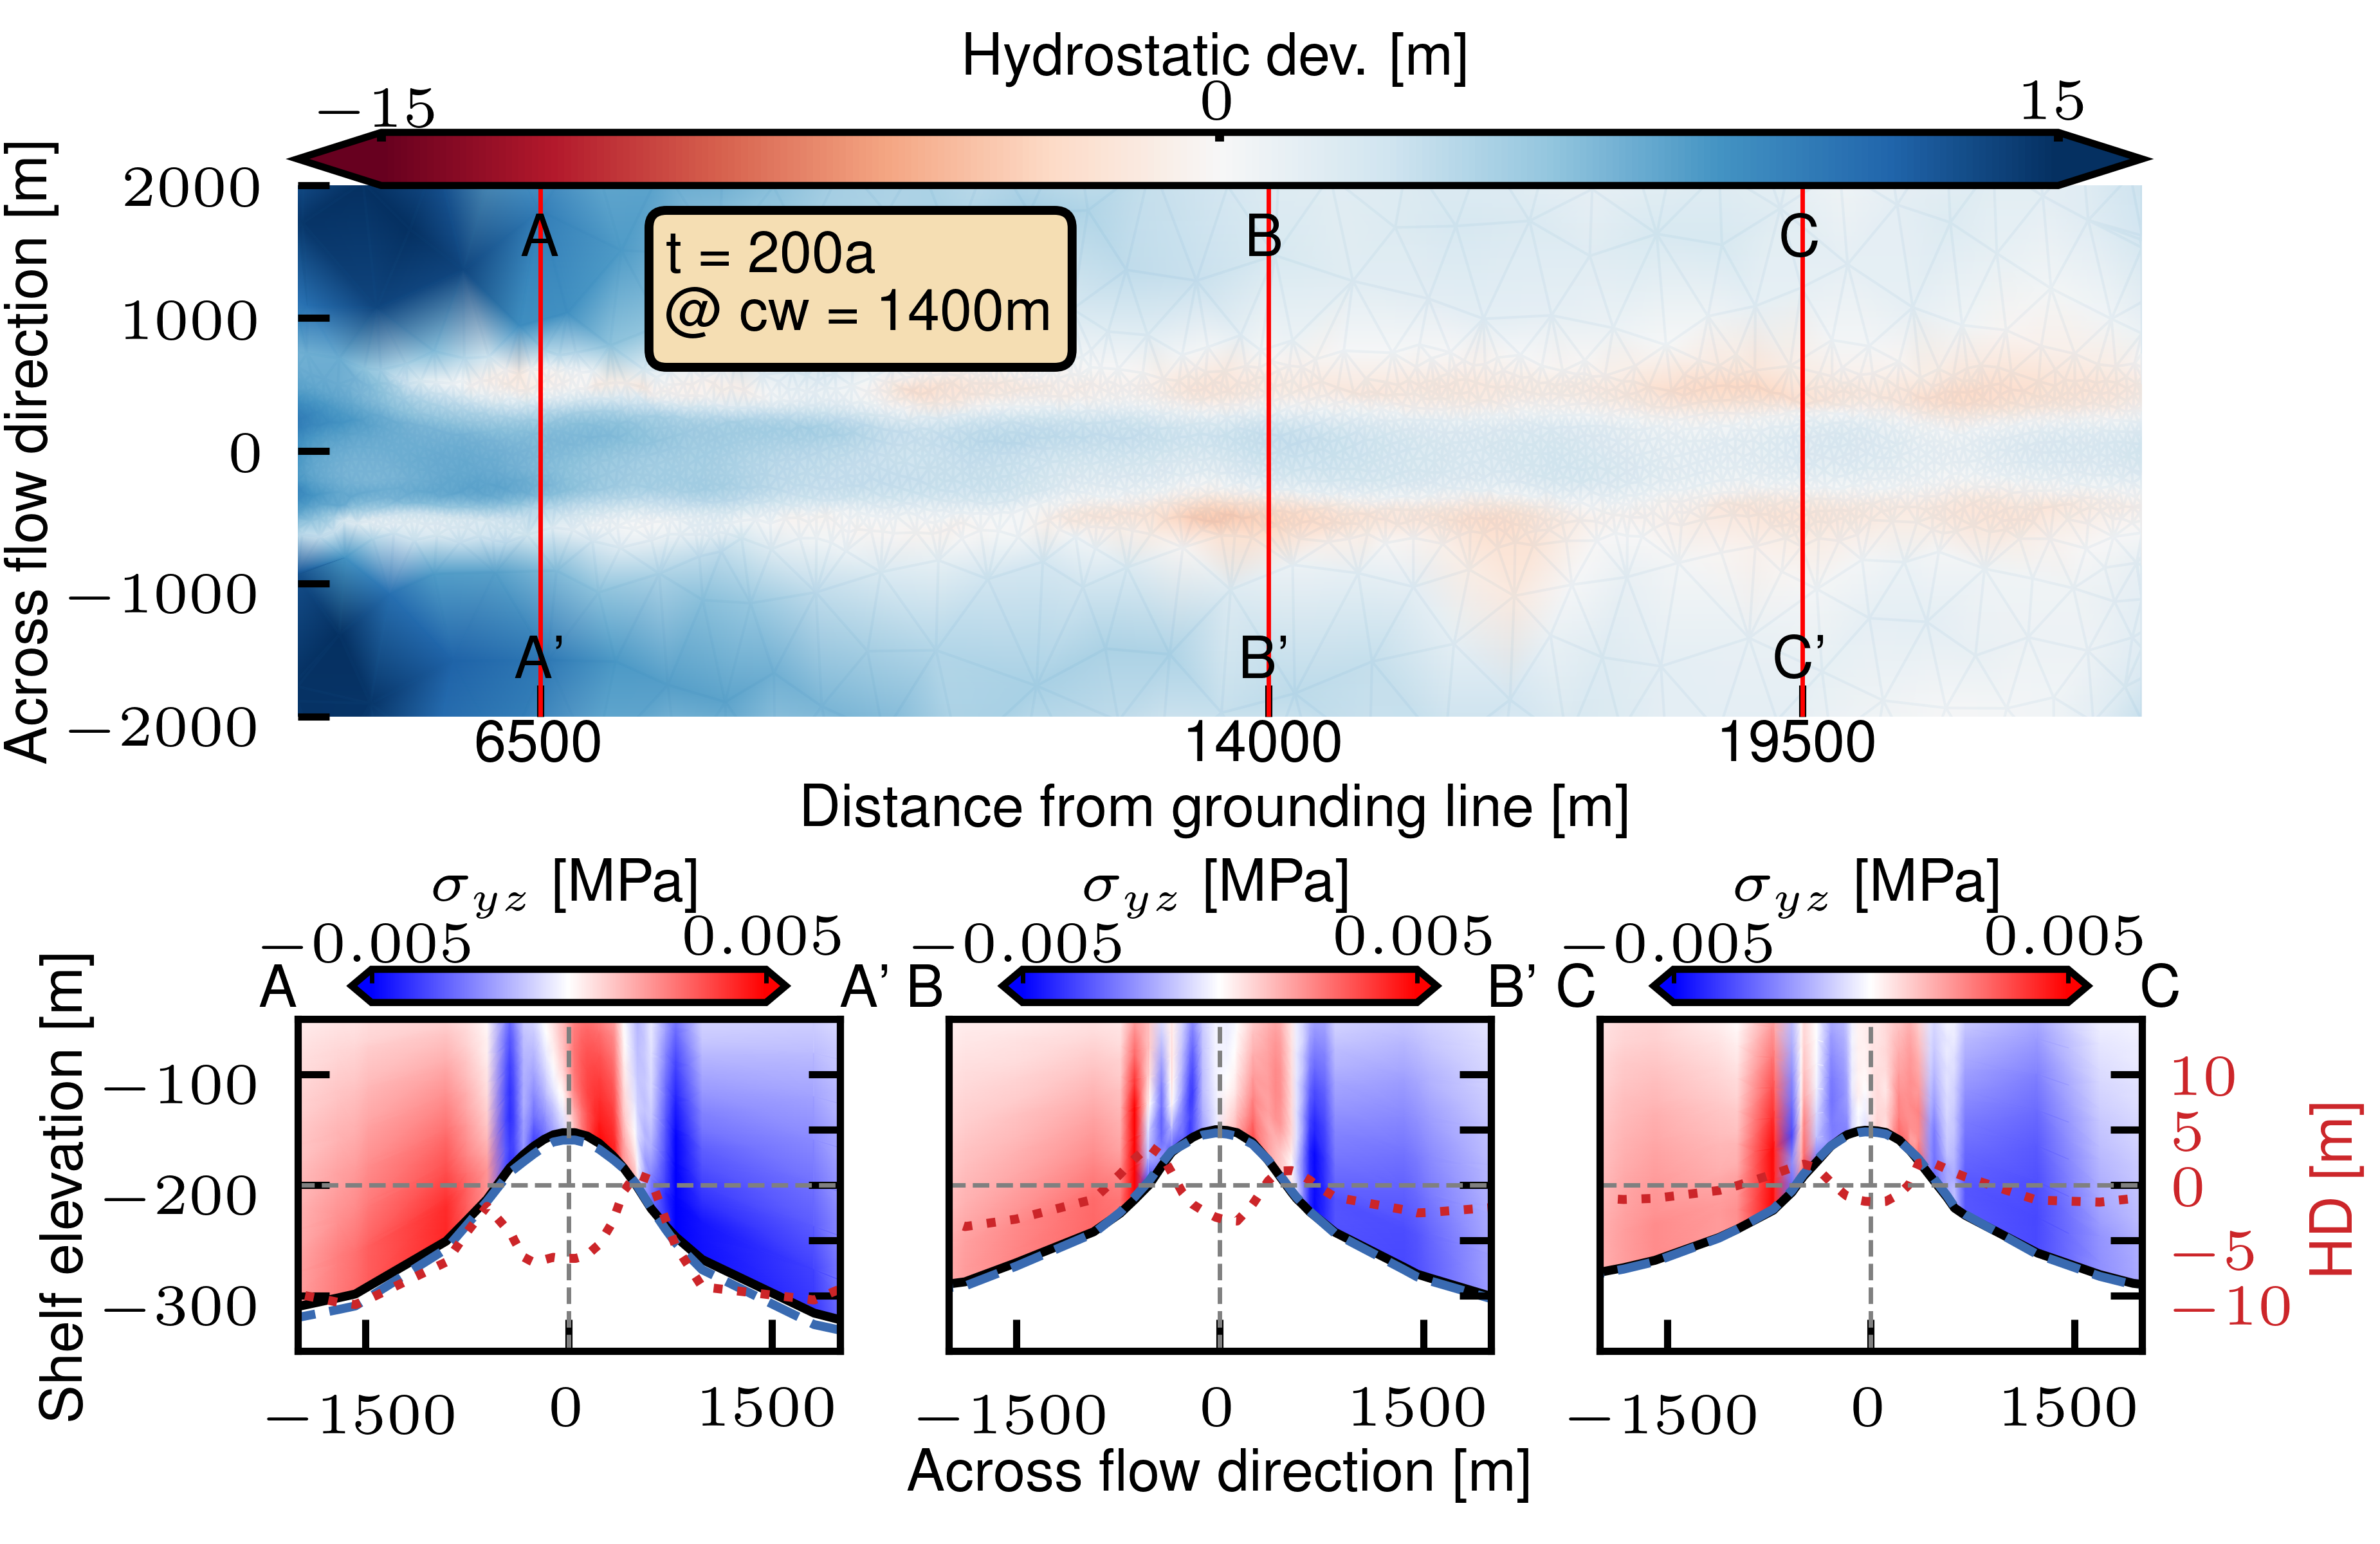 Hydrostatic dev. [m]
−15 0 15
Across flow direction [m]
2000
1000
0
−1000
−2000
A B C
t = 200a
@ cw = 1400m
A' B' C'
6500 14000 19500
Distance from grounding line [m]
σyz [MPa] σyz [MPa] σyz [MPa]
−0.005 0.005 −0.005 0.005 −0.005 0.005
A A' B B' C C
Shelf elevation [m]
−100
−200
−300
10
5
0
−5
−10
HD [m]
−1500 0 1500 −1500 0 1500 −1500 0 1500
Across flow direction [m]